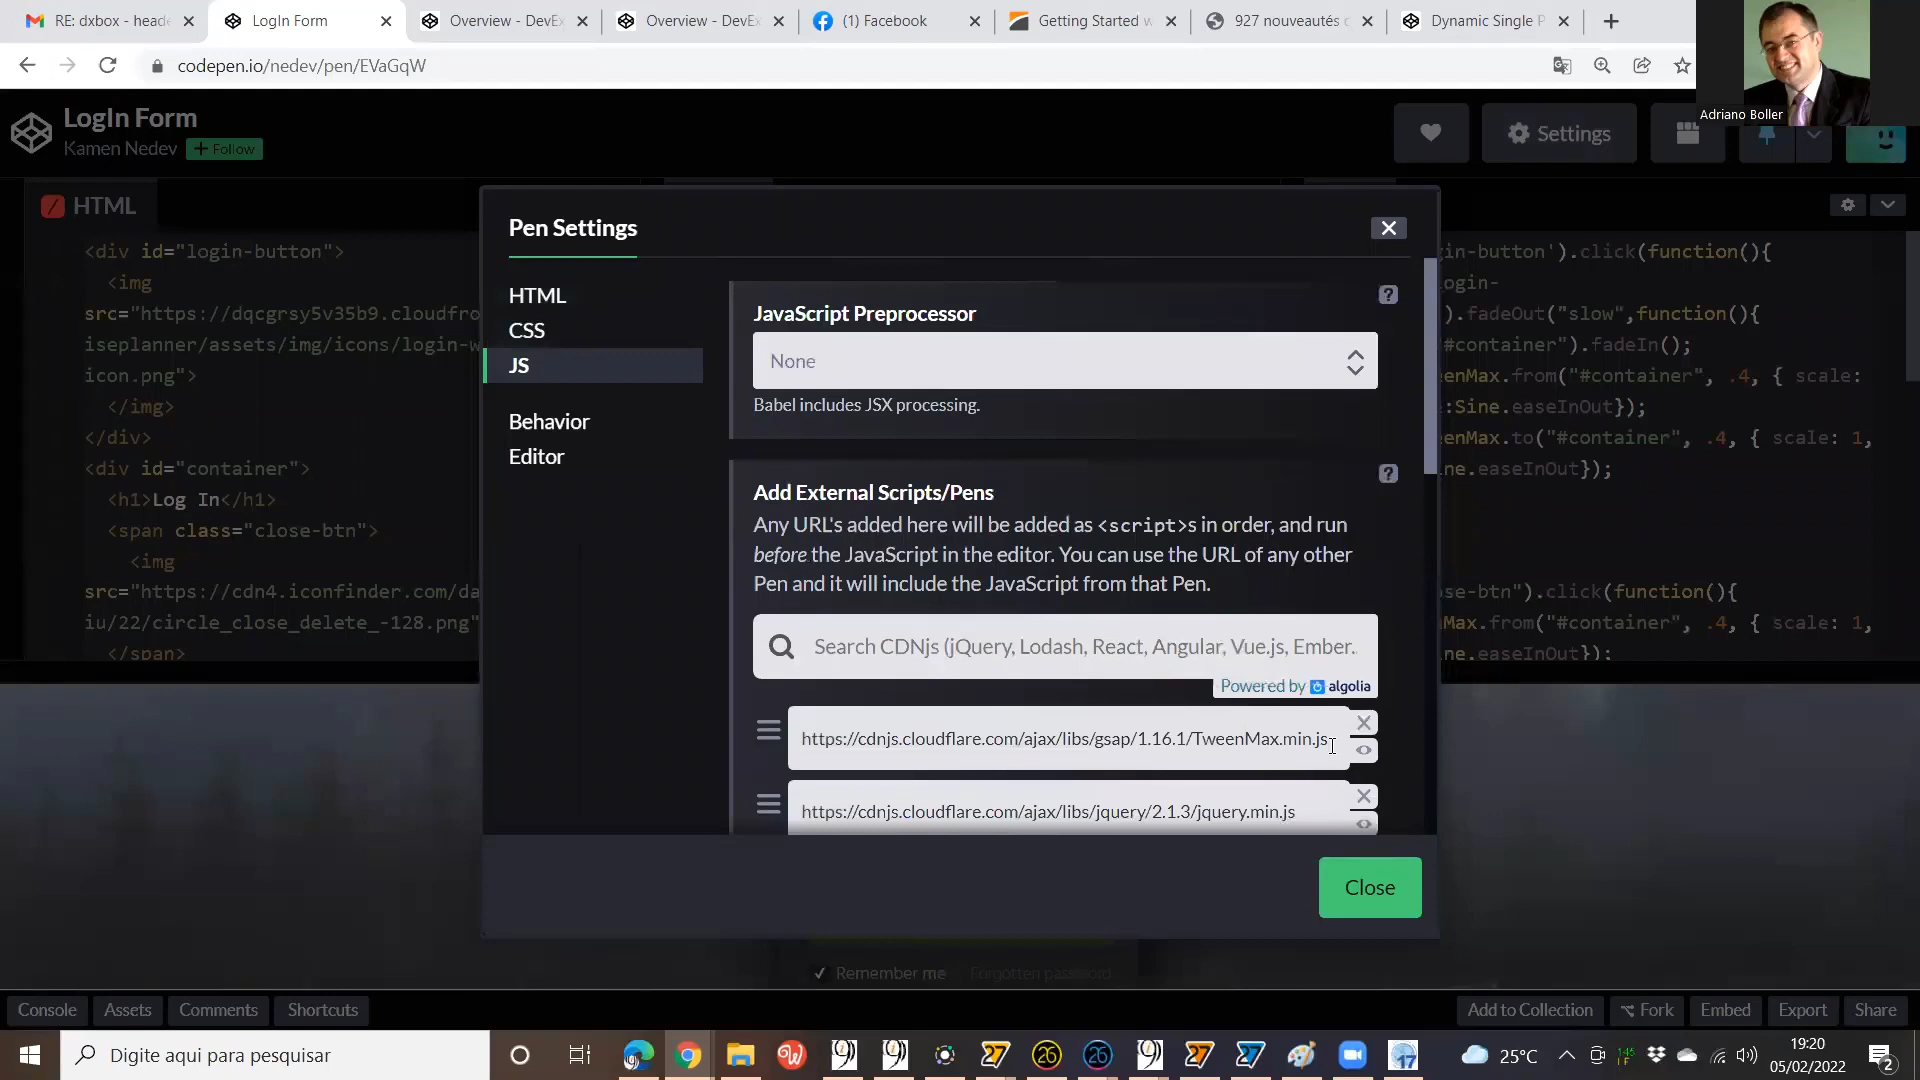 RE: dxbox - heade
LogIn Form
Overview - DevEx
Overview - DevEx
(1) Facebook
Getting Started w
927 nouveautés d
Dynamic Single P
codepen.io/nedev/pen/EVaGqW
Adriano Boller
LogIn Form
Kamen Nedev
+ Follow
Settings
HTML
<div id="login-button">
<img
src="https://dqcgrsy5v35b9.cloudfro
iseplanner/assets/img/icons/login-w
icon.png">
</img>
</div>
<div id="container">
<h1>Log In</h1>
<span class="close-btn">
<img
src="https://cdn4.iconfinder.com/da
iu/22/circle_close_delete_-128.png"
</span>
Pen Settings
HTML
CSS
JS
Behavior
Editor
JavaScript Preprocessor
None
Babel includes JSX processing.
Add External Scripts/Pens
Any URL's added here will be added as <script>s in order, and run
before the JavaScript in the editor. You can use the URL of any other
Pen and it will include the JavaScript from that Pen.
Search CDNjs (jQuery, Lodash, React, Angular, Vue.js, Ember..
Powered by algolia
https://cdnjs.cloudflare.com/ajax/libs/gsap/1.16.1/TweenMax.min.js
https://cdnjs.cloudflare.com/ajax/libs/jquery/2.1.3/jquery.min.js
Close
in-button').click(function(){
ogin-
).fadeOut("slow",function(){
#container").fadeIn();
enMax.from("#container", .4, { scale:
:Sine.easeInOut});
enMax.to("#container", .4, { scale: 1,
ne.easeInOut});
se-btn").click(function(){
Max.from("#container", .4, { scale: 1,
ne.easeInOut});
Remember me
Forgotten password
Console
Assets
Comments
Shortcuts
Add to Collection
Fork
Embed
Export
Share
Digite aqui para pesquisar
25°C
19:20
05/02/2022
2